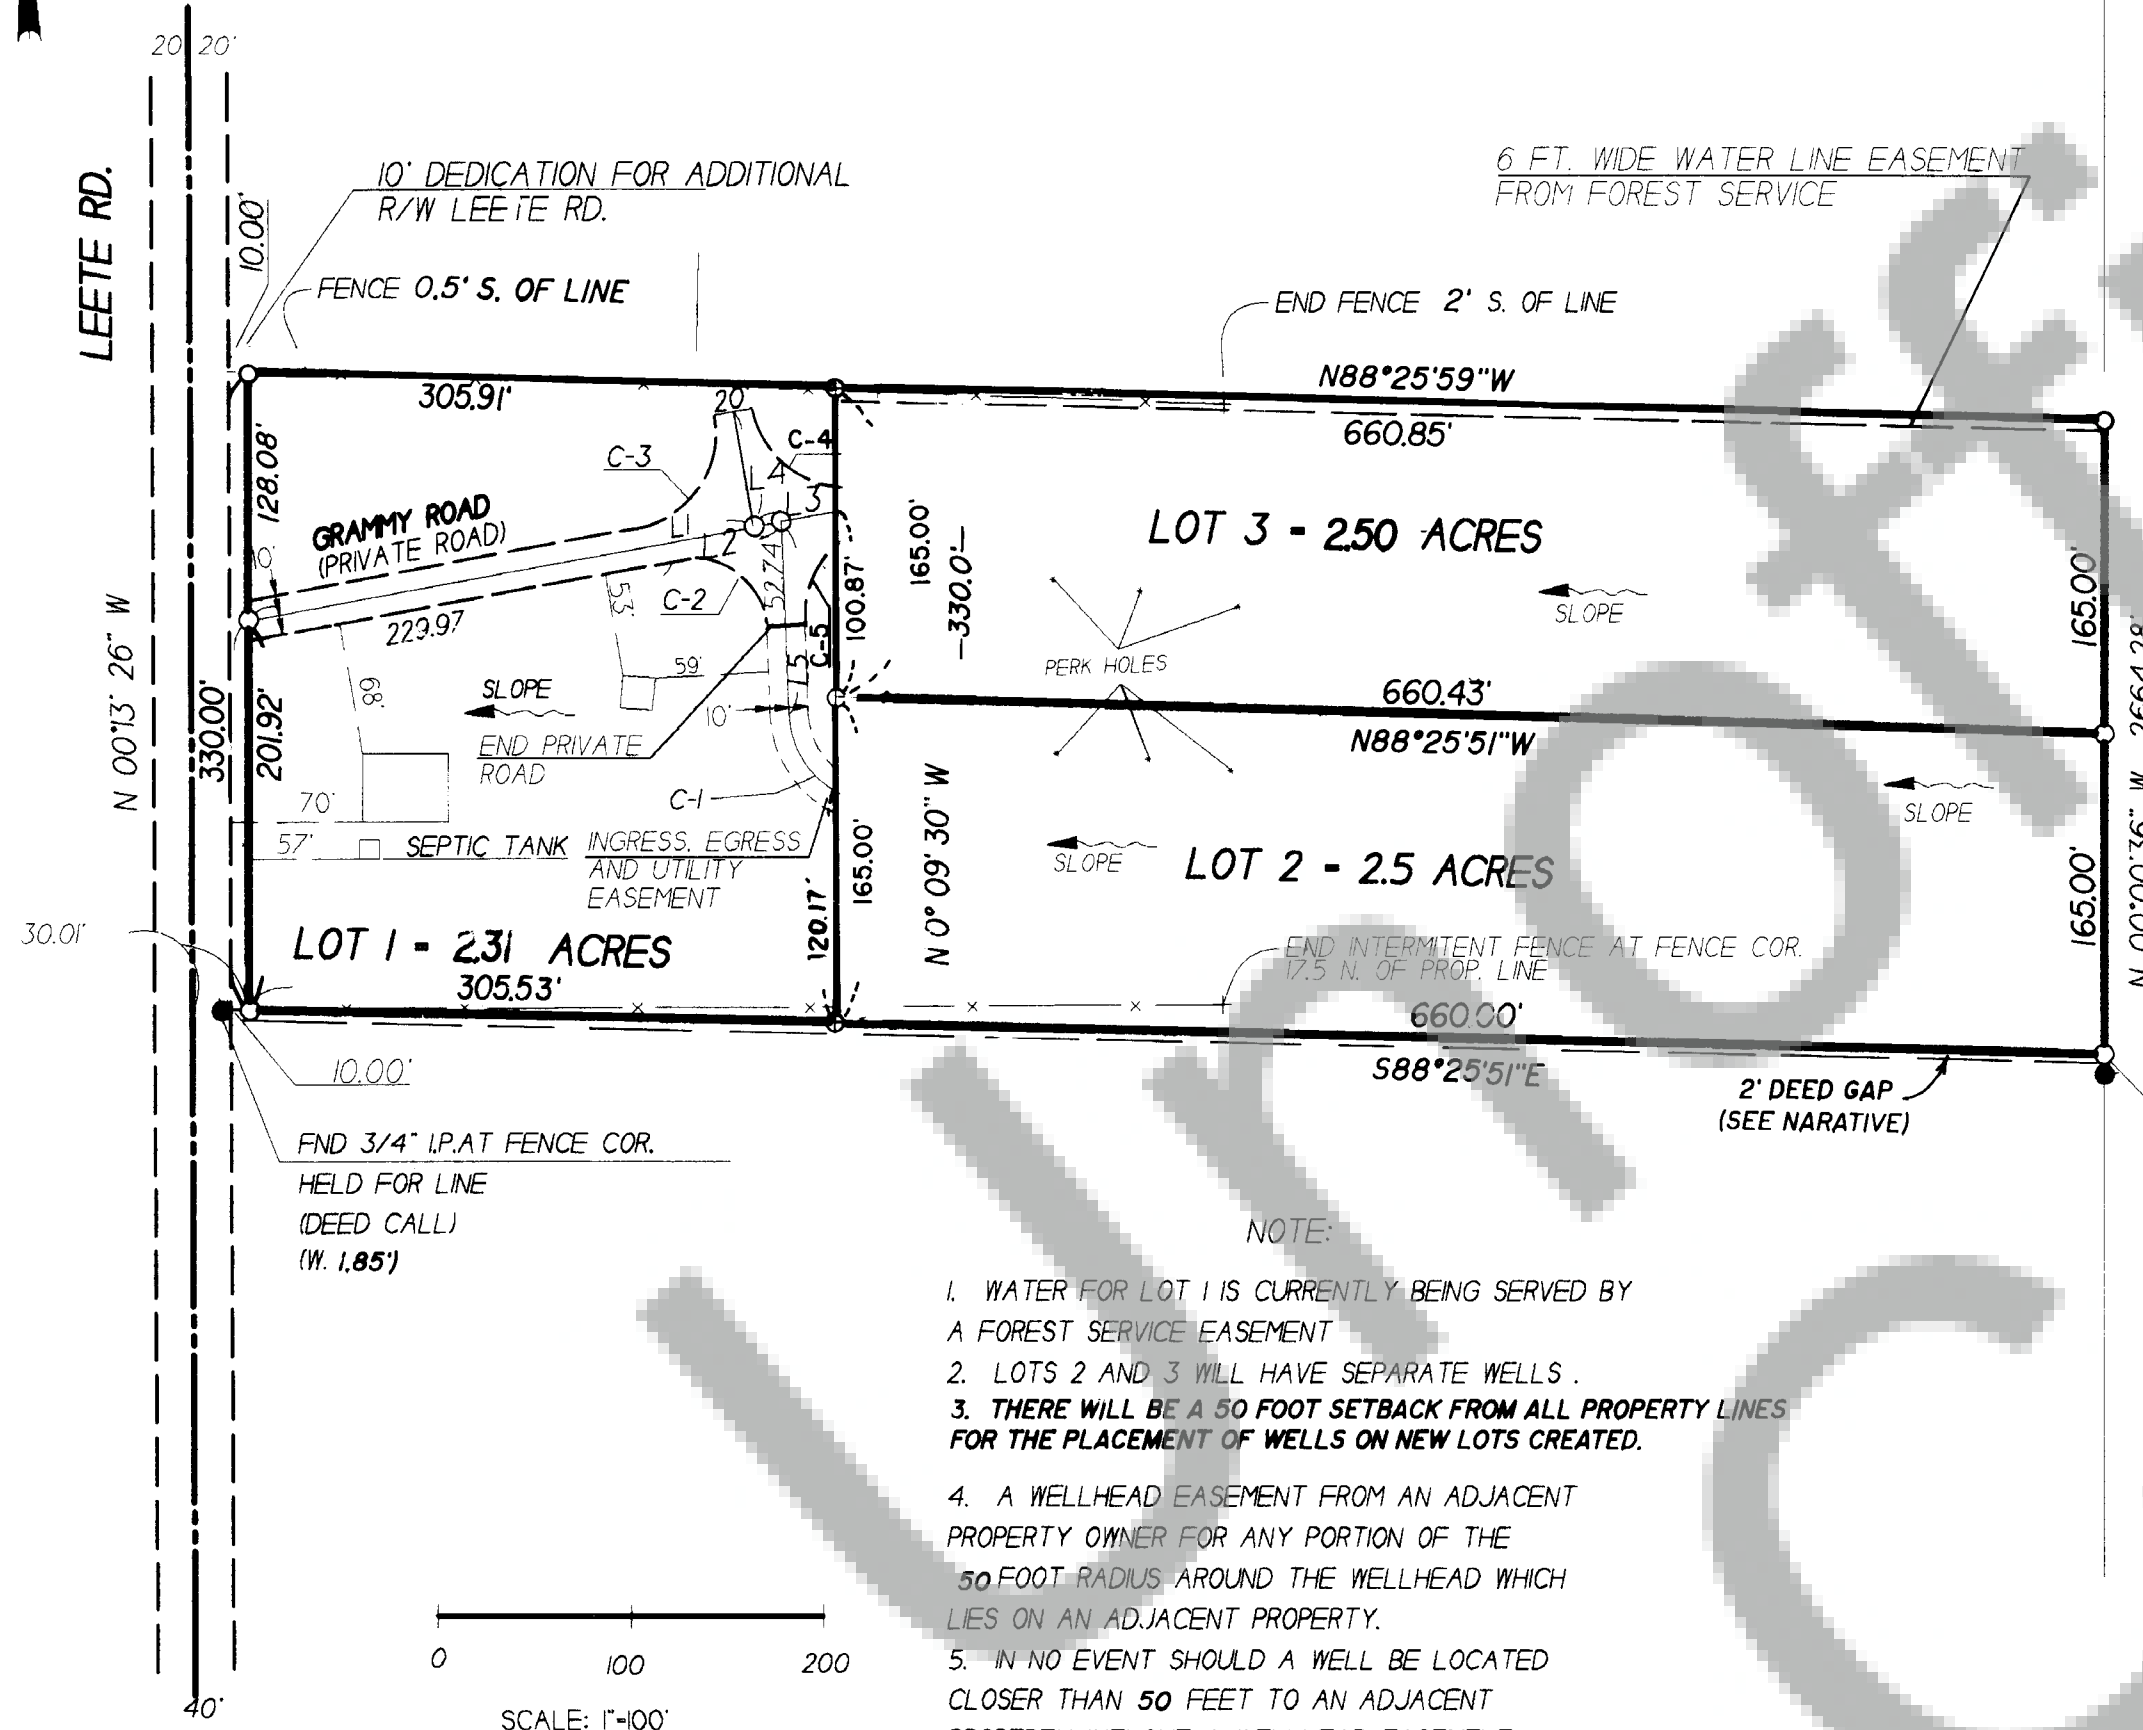 20' 20'
LEETE RD.
10.00'
10' DEDICATION FOR ADDITIONAL
R/W LEETE RD.
6 FT. WIDE WATER LINE EASEMENT
FROM FOREST SERVICE
FENCE 0.5' S. OF LINE
END FENCE 2' S. OF LINE
305.91'
20'
N88°25'59"W
660.85'
128.08'
C-3
C-4
L4
L3
GRAMMY ROAD
(PRIVATE ROAD)
10'
L1
L2
52.74
165.00'
-330.0'-
LOT 3 - 2.50 ACRES
165.00'
SLOPE
229.97
53'
C-2
100.87'
C-5
L5
PERK HOLES
N 00°13' 26" W
330.00'
201.92'
68'
59'
SLOPE
10'
660.43'
N88°25'51"W
END PRIVATE
ROAD
70'
C-1
57'
SEPTIC TANK
INGRESS, EGRESS
AND UTILITY
EASEMENT
120.17'
165.00'
N 0° 09' 30" W
SLOPE
SLOPE
LOT 2 - 2.5 ACRES
165.00'
30.01'
LOT 1 - 2.31 ACRES
305.53'
END INTERMITENT FENCE AT FENCE COR.
17.5 N. OF PROP. LINE
660.00'
S88°25'51"E
10.00'
2' DEED GAP
(SEE NARATIVE)
FND 3/4" I.P. AT FENCE COR.
HELD FOR LINE
(DEED CALL)
(W. 1.85')
NOTE:
1. WATER FOR LOT 1 IS CURRENTLY BEING SERVED BY
A FOREST SERVICE EASEMENT
2. LOTS 2 AND 3 WILL HAVE SEPARATE WELLS .
3. THERE WILL BE A 50 FOOT SETBACK FROM ALL PROPERTY LINES
FOR THE PLACEMENT OF WELLS ON NEW LOTS CREATED.
4. A WELLHEAD EASEMENT FROM AN ADJACENT
PROPERTY OWNER FOR ANY PORTION OF THE
50 FOOT RADIUS AROUND THE WELLHEAD WHICH
LIES ON AN ADJACENT PROPERTY.
5. IN NO EVENT SHOULD A WELL BE LOCATED
CLOSER THAN 50 FEET TO AN ADJACENT
0 100 200
SCALE: 1"=100'
40'